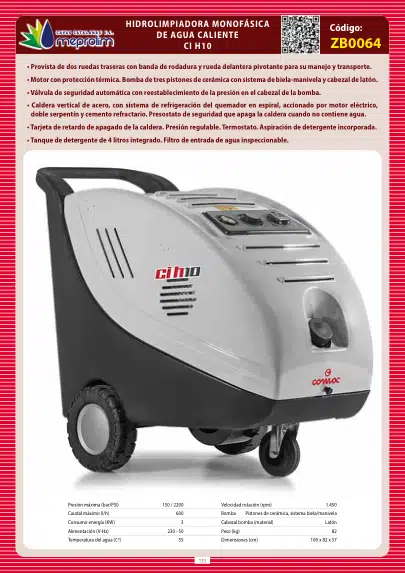 CAVAS CATALANAS S.L.
meprolim
HIDROLIMPIADORA MONOFÁSICA
DE AGUA CALIENTE
CI H10
Código:
ZB0064
• Provista de dos ruedas traseras con banda de rodadura y rueda delantera pivotante para su manejo y transporte.
• Motor con protección térmica. Bomba de tres pistones de cerámica con sistema de biela-manivela y cabezal de latón.
• Válvula de seguridad automática con reestablecimiento de la presión en el cabezal de la bomba.
• Caldera vertical de acero, con sistema de refrigeración del quemador en espiral, accionado por motor eléctrico,
doble serpentín y cemento refractario. Presostato de seguridad que apaga la caldera cuando no contiene agua.
• Tarjeta de retardo de apagado de la caldera. Presión regulable. Termostato. Aspiración de detergente incorporada.
• Tanque de detergente de 4 litros integrado. Filtro de entrada de agua inspeccionable.
ci h10
comac
Presión máxima (bar/PSI) 150 / 2200
Caudal máximo (l/h) 600
Consumo energía (KW) 3
Alimentación (V-Hz) 230 - 50
Temperatura del agua (Cº) 55
Velocidad rotación (rpm) 1.450
Bomba Pistones de cerámica, sistema biela/manivela
Cabezal bomba (material) Latón
Peso (kg) 82
Dimensiones (cm) 100 x 82 x 57